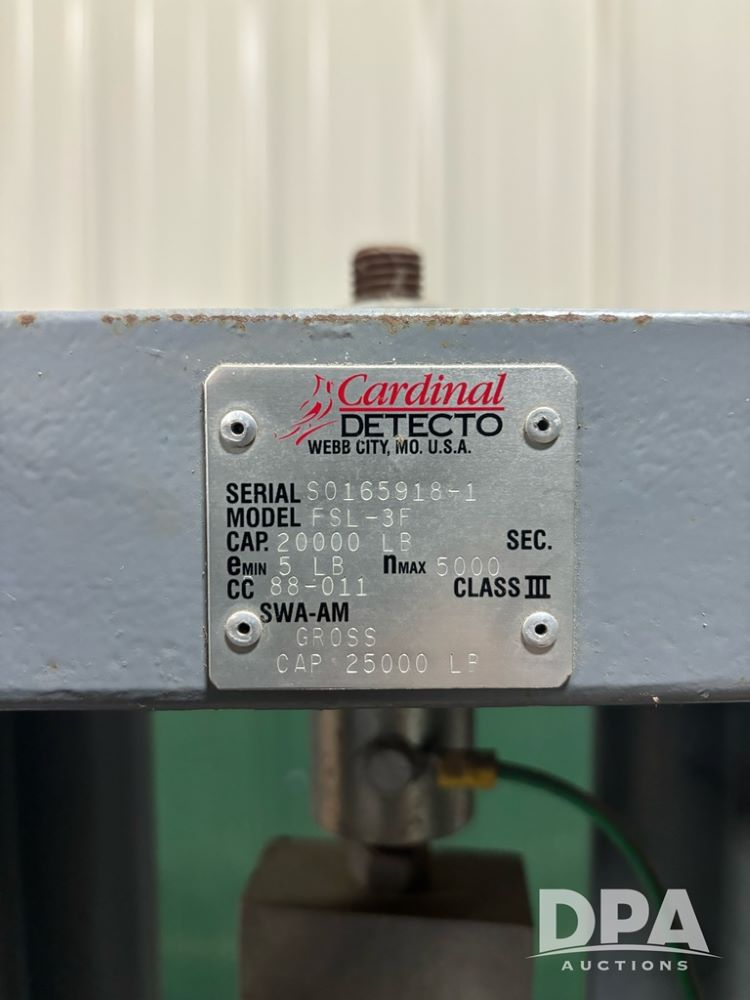 Cardinal
DETECTO
WEBB CITY, MO. U.S.A.
SERIAL S0165918-1
MODEL FSL-3F
CAP. 20000 LB SEC.
eMIN 5 LB nMAX 5000
CC 88-011 CLASS III
SWA-AM
GROSS
CAP 25000 LB
DPA
AUCTIONS